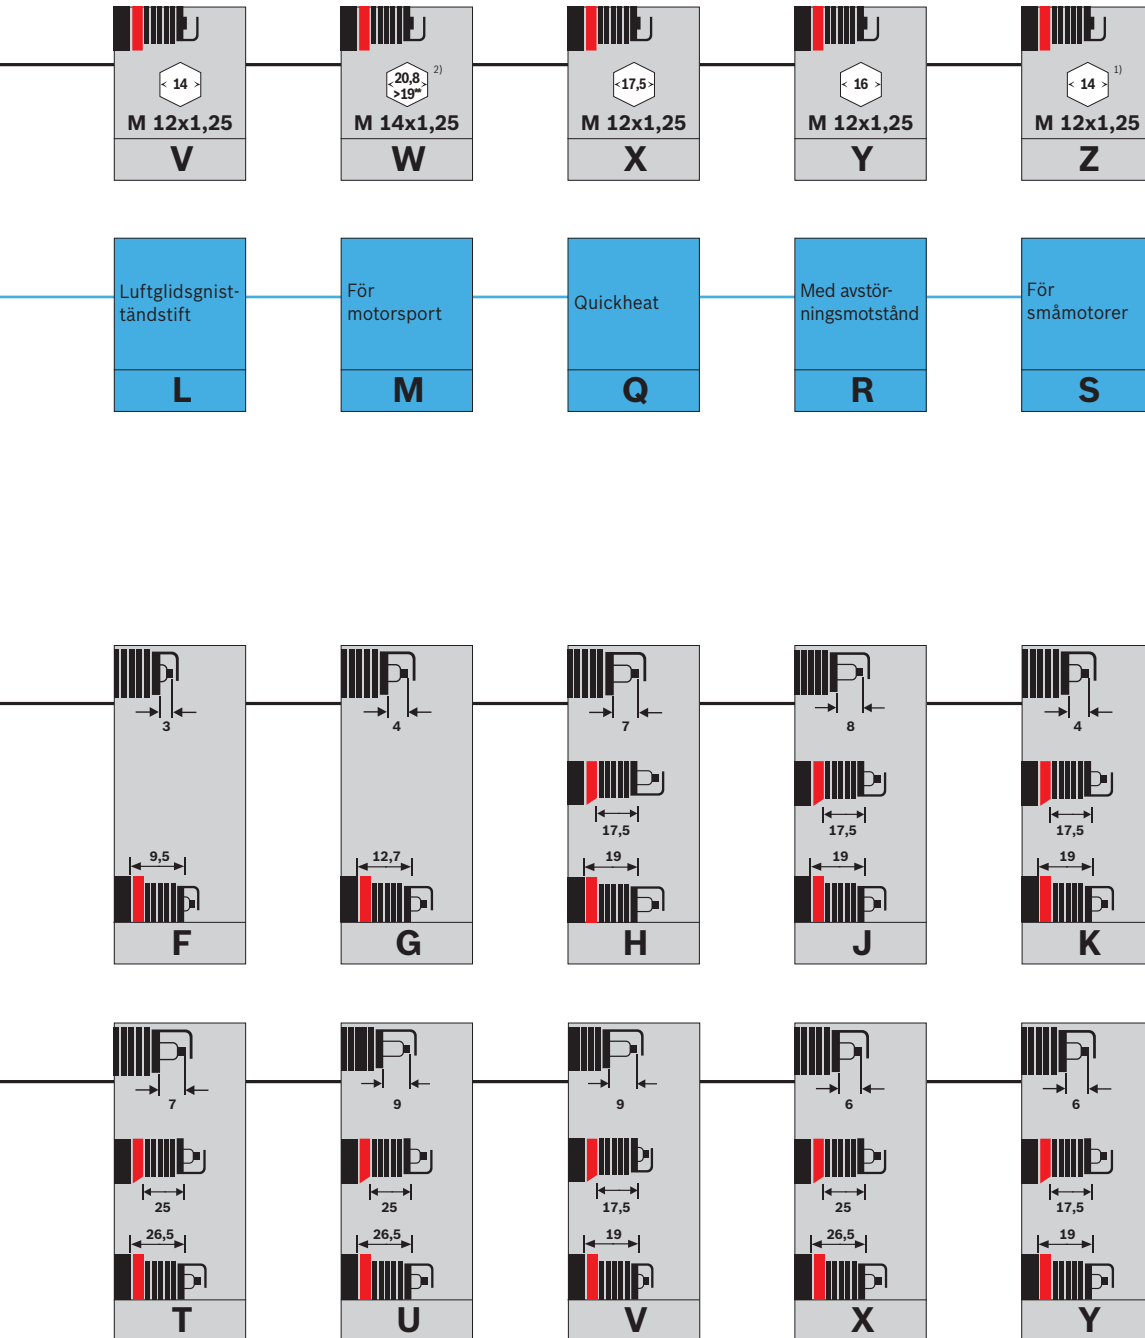 14
20,8 2)
>19**
17,5
16
14 1)
M 12x1,25 M 14x1,25 M 12x1,25 M 12x1,25 M 12x1,25
V W X Y Z
Luftglidsgnist-
tändstift
För
motorsport
Quickheat
Med avstör-
ningsmotstånd
För
småmotorer
L M Q R S
3 4 7 8 4
17,5 17,5 17,5
9,5 12,7 19 19 19
F G H J K
7 9 9 6 6
25 25 17,5 25 17,5
26,5 26,5 19 26,5 19
T U V X Y